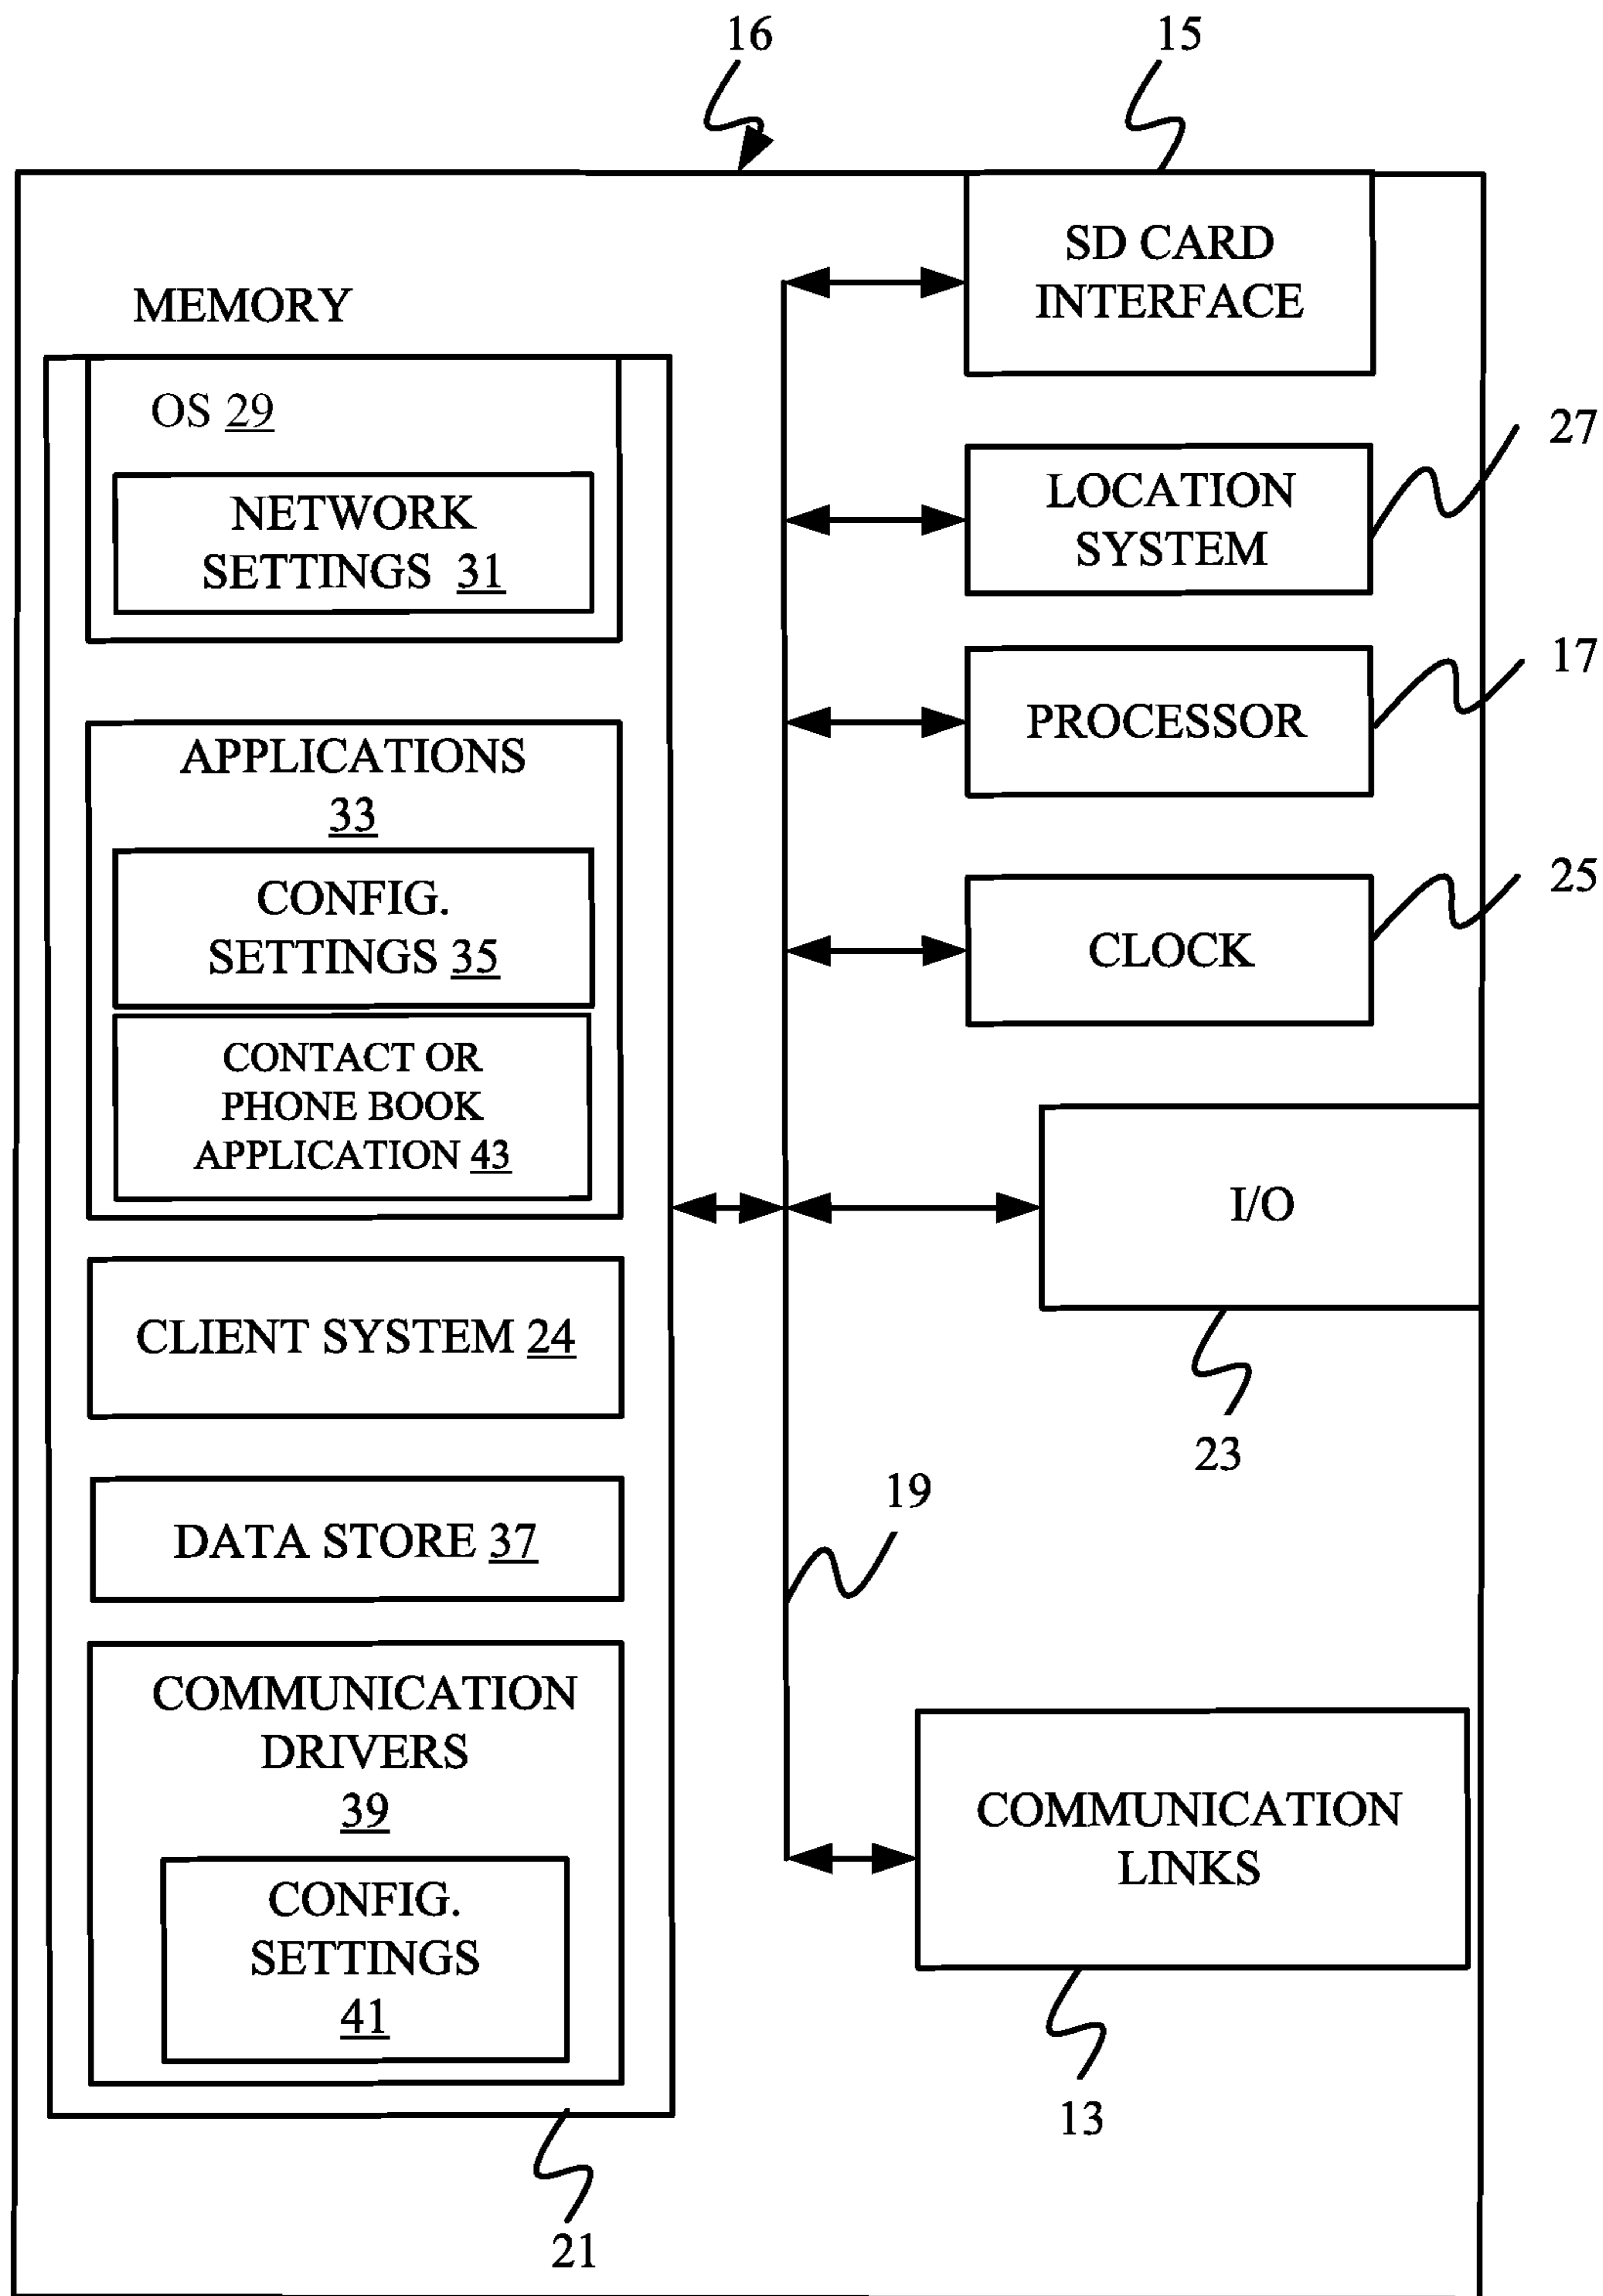 16
15
SD CARD
INTERFACE
MEMORY
OS 29
NETWORK
SETTINGS 31
27
LOCATION
SYSTEM
17
PROCESSOR
APPLICATIONS
33
CONFIG.
SETTINGS 35
25
CLOCK
CONTACT OR
PHONE BOOK
APPLICATION 43
I/O
23
CLIENT SYSTEM 24
19
DATA STORE 37
COMMUNICATION
DRIVERS
39
CONFIG.
SETTINGS
41
COMMUNICATION
LINKS
13
21